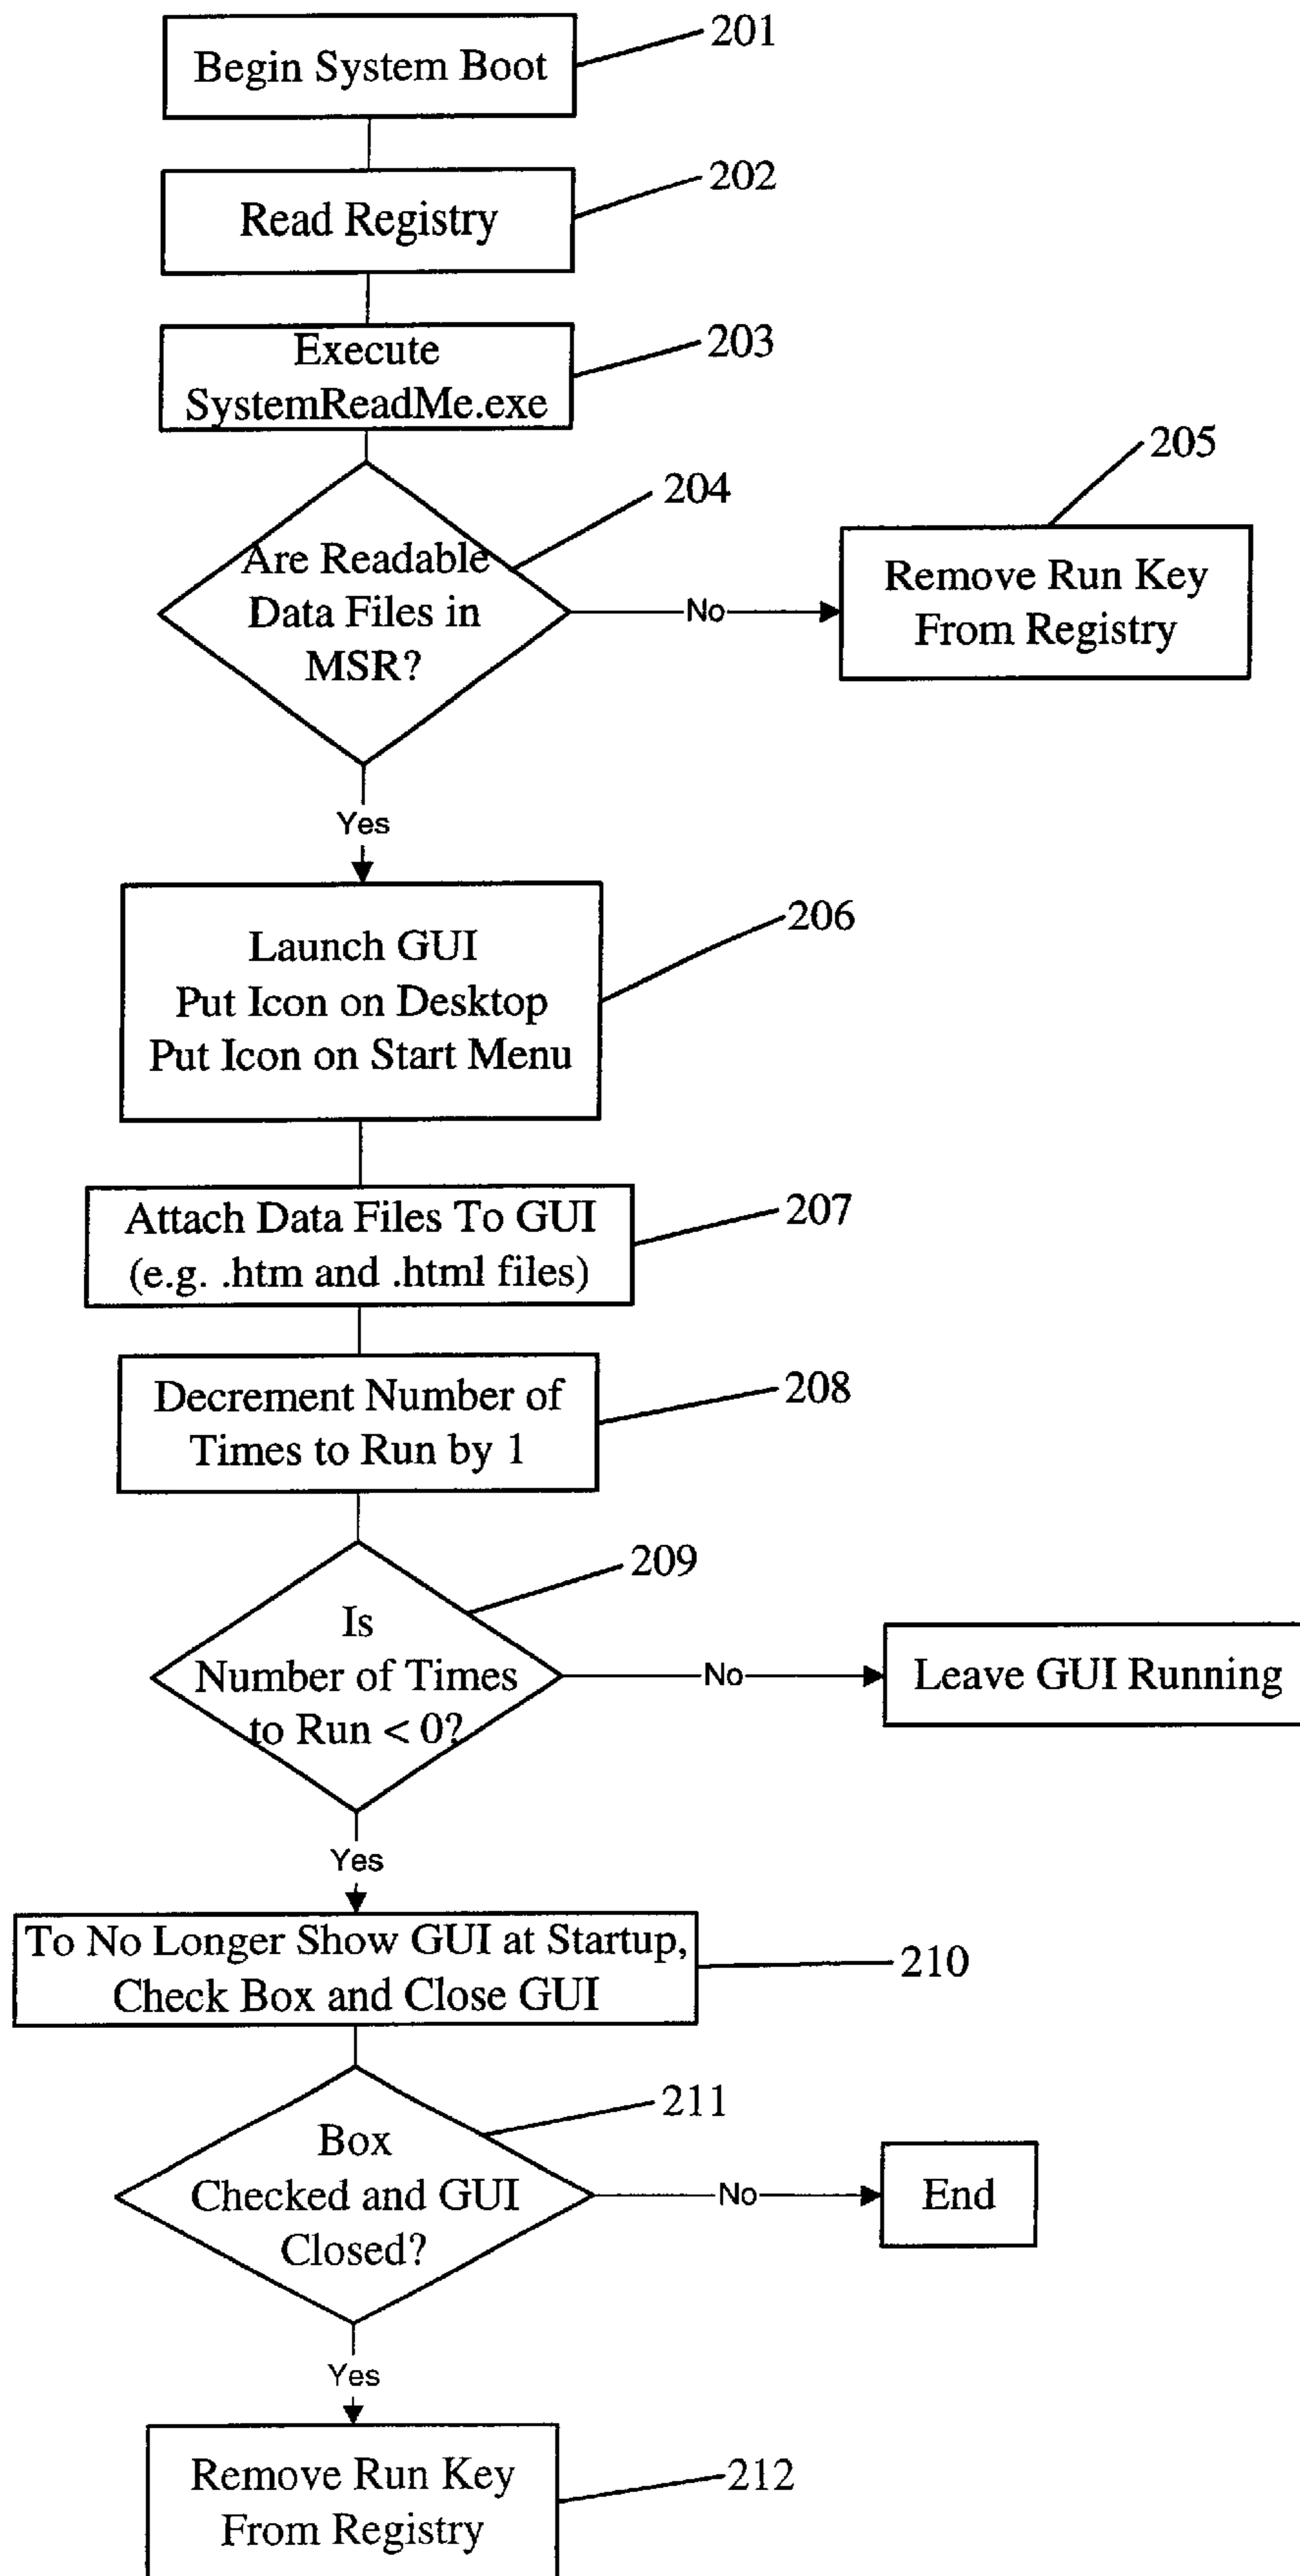 Begin System Boot
201
Read Registry
202
Execute
SystemReadMe.exe
203
Are Readable
Data Files in
MSR?
204
No
Remove Run Key
From Registry
205
Yes
Launch GUI
Put Icon on Desktop
Put Icon on Start Menu
206
Attach Data Files To GUI
(e.g. .htm and .html files)
207
Decrement Number of
Times to Run by 1
208
Is
Number of Times
to Run < 0?
209
No
Leave GUI Running
Yes
To No Longer Show GUI at Startup,
Check Box and Close GUI
210
Box
Checked and GUI
Closed?
211
No
End
Yes
Remove Run Key
From Registry
212